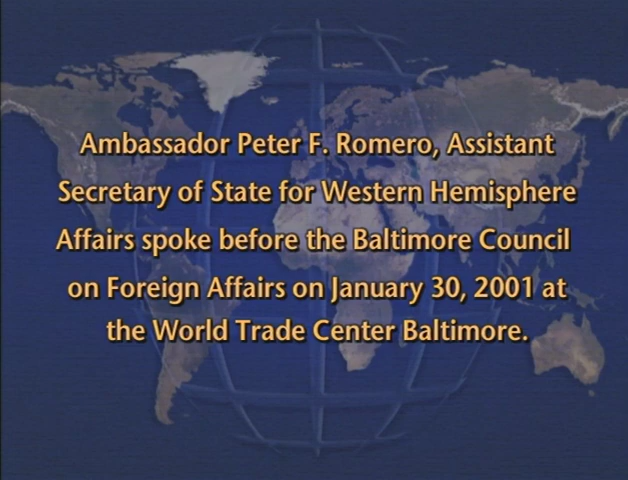 Ambassador Peter F. Romero, Assistant
Secretary of State for Western Hemisphere
Affairs spoke before the Baltimore Council
on Foreign Affairs on January 30, 2001 at
the World Trade Center Baltimore.